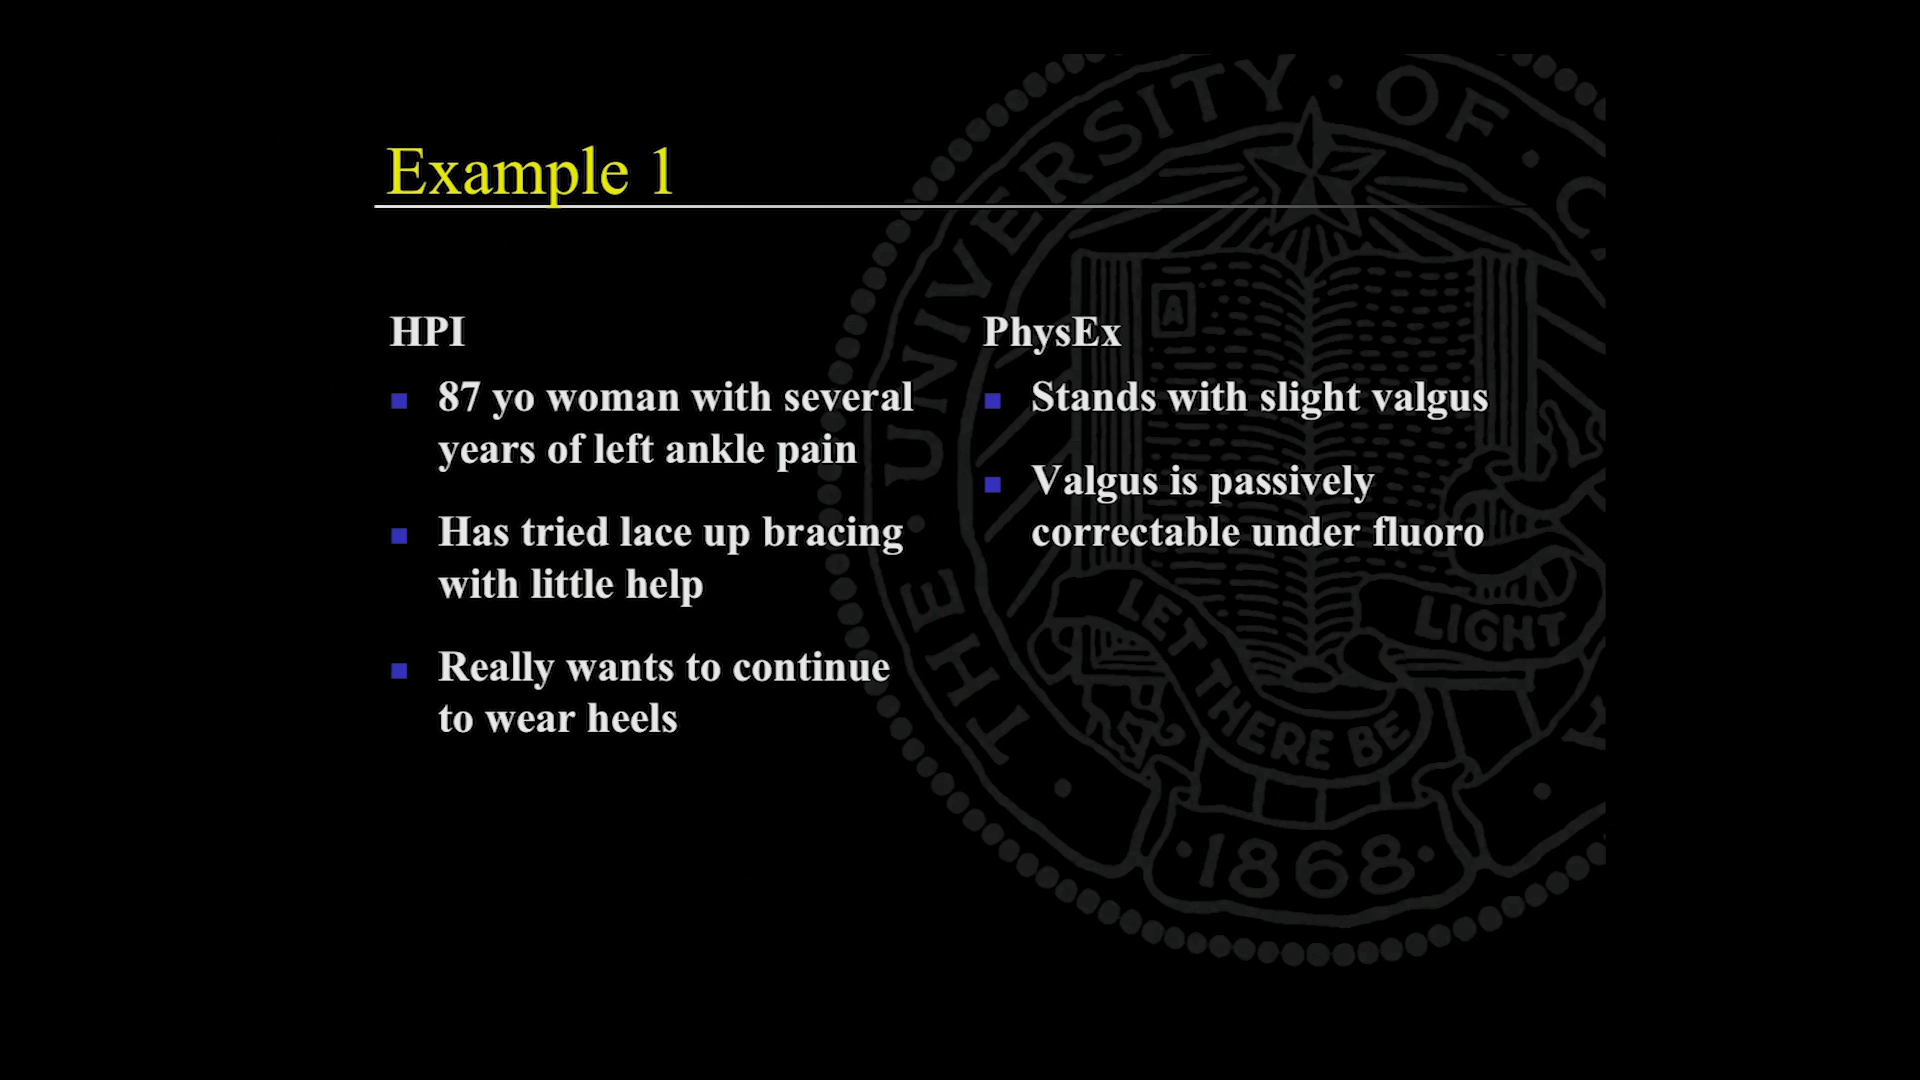 Example 1
HPI
87 yo woman with several
years of left ankle pain
Has tried lace up bracing
with little help
Really wants to continue
to wear heels
PhysEx
Stands with slight valgus
Valgus is passively
correctable under fluoro
THE · UNIVERSITY · OF ·
A
LET THERE BE
LIGHT
·1868·